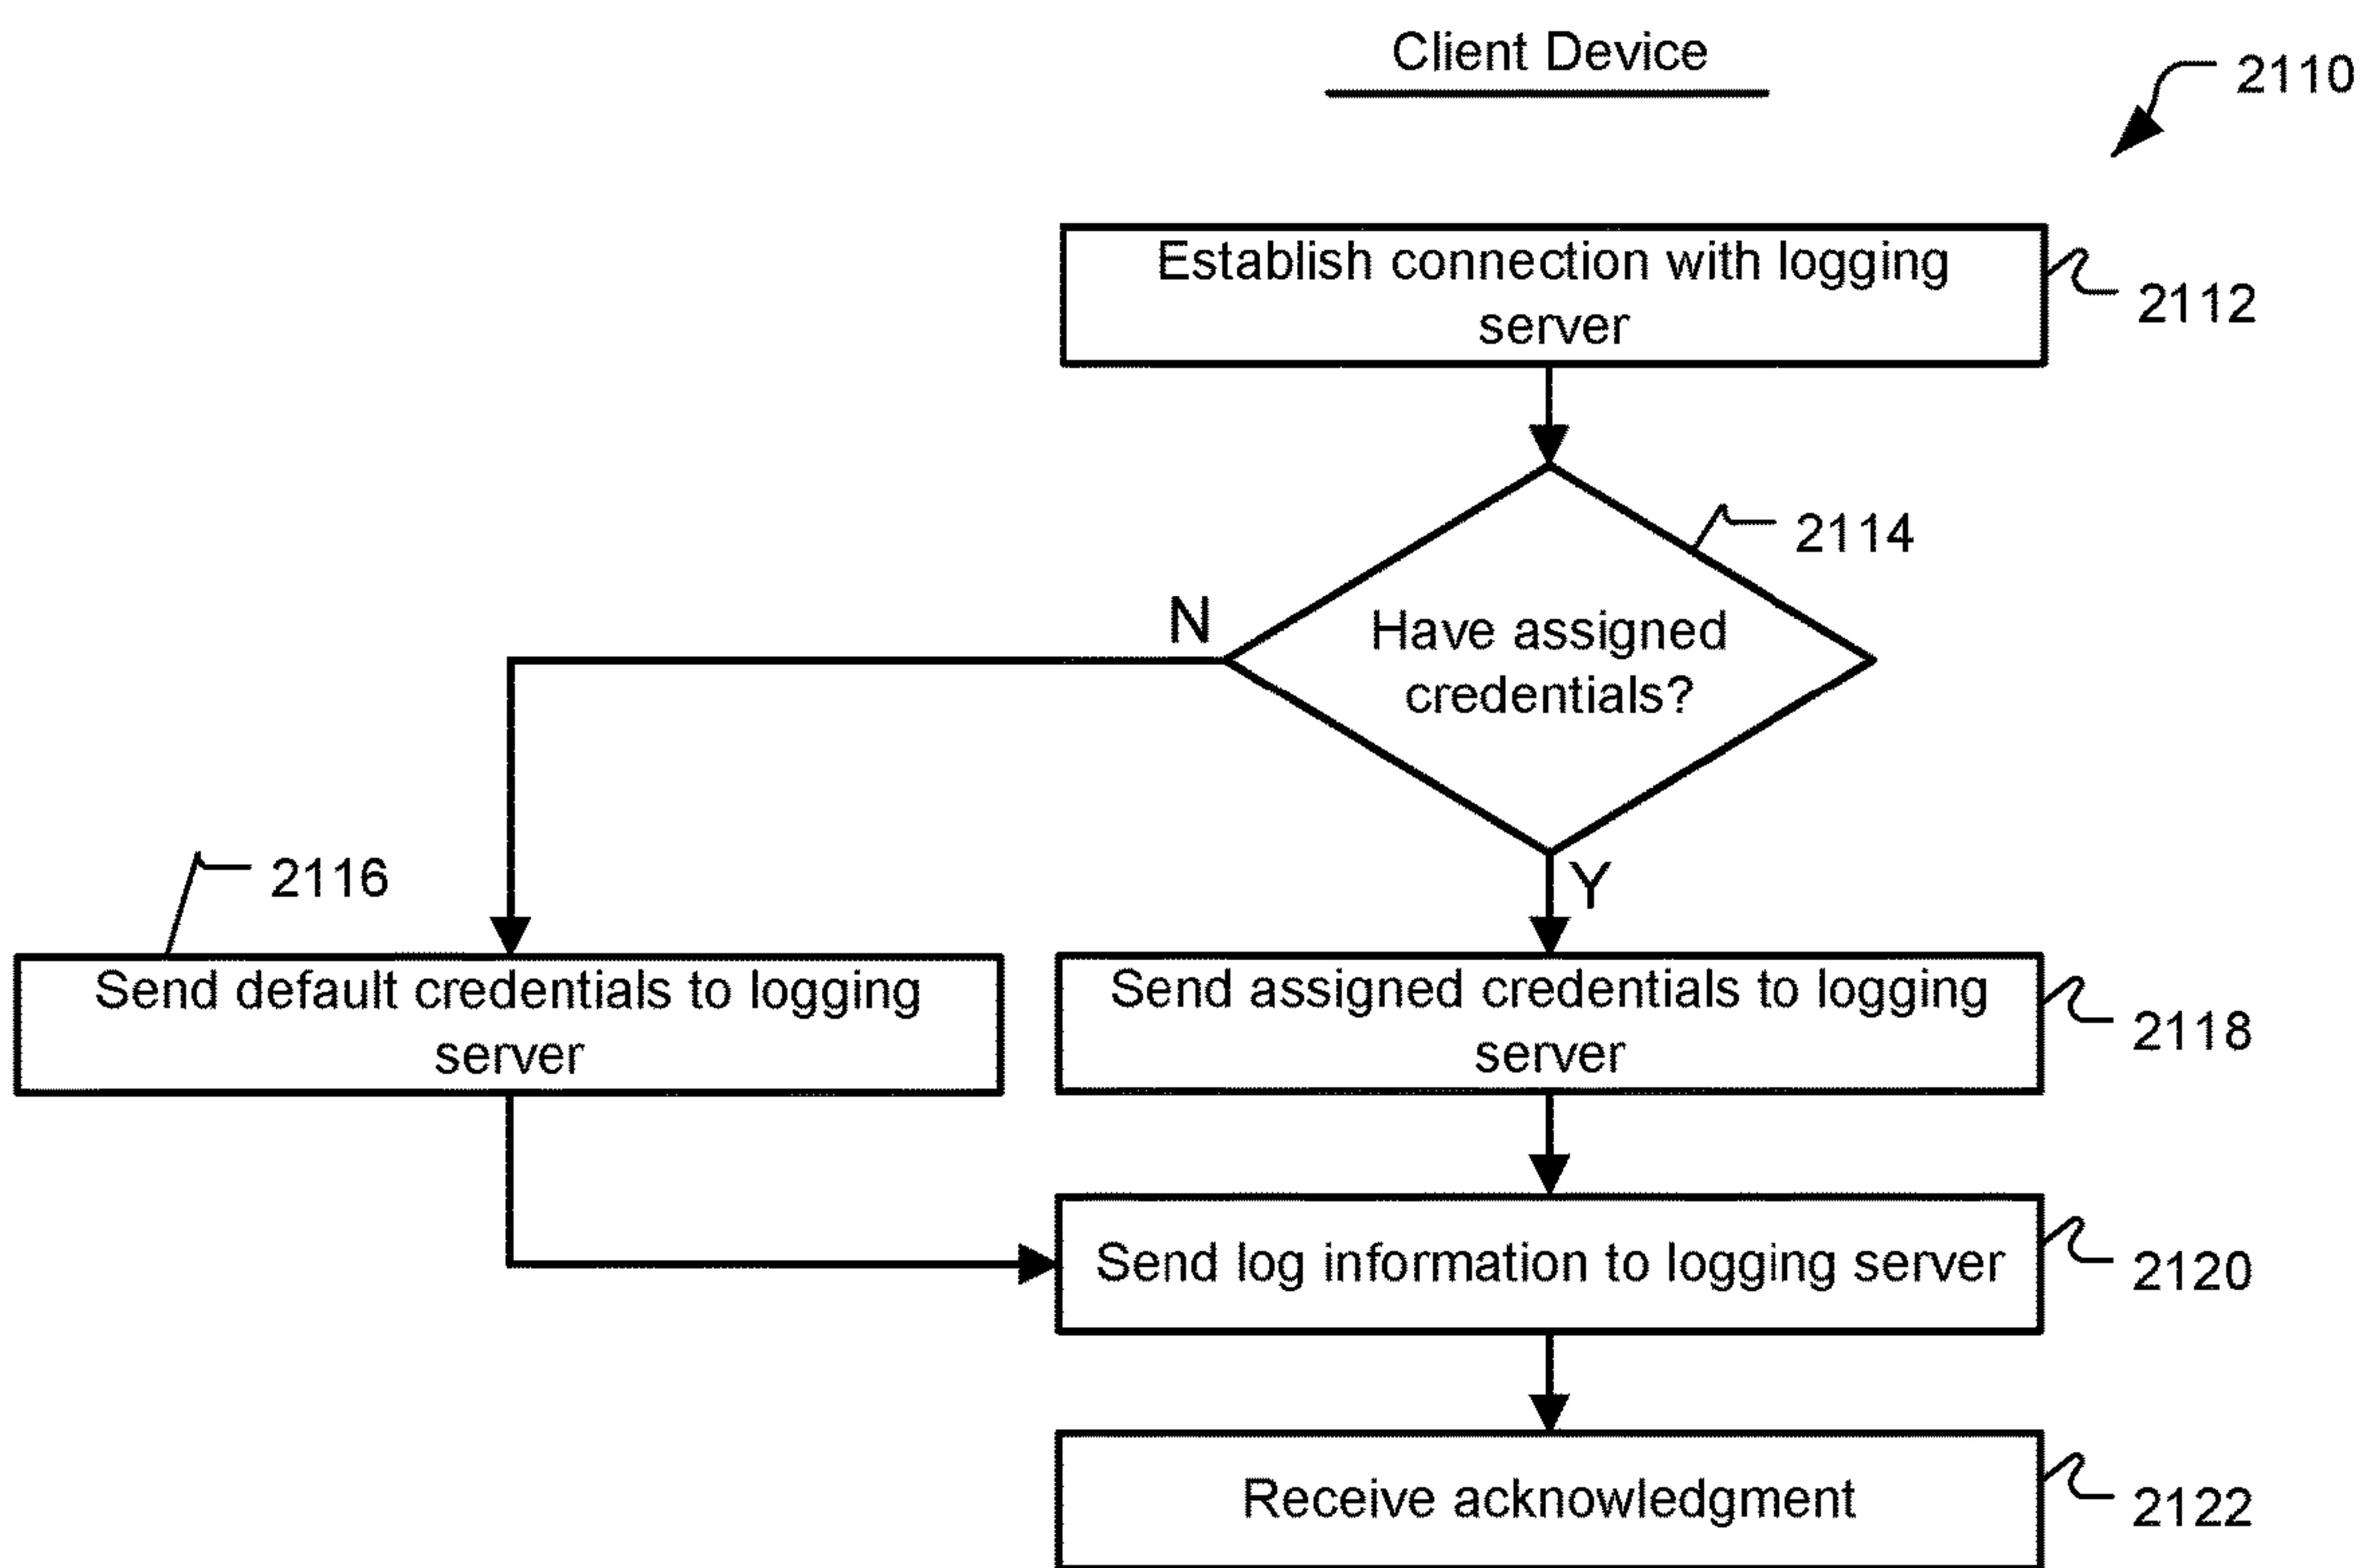 Client Device
2110
Establish connection with logging
server
2112
2114
Have assigned
credentials?
N
Y
2116
Send default credentials to logging
server
Send assigned credentials to logging
server
2118
Send log information to logging server
2120
Receive acknowledgment
2122